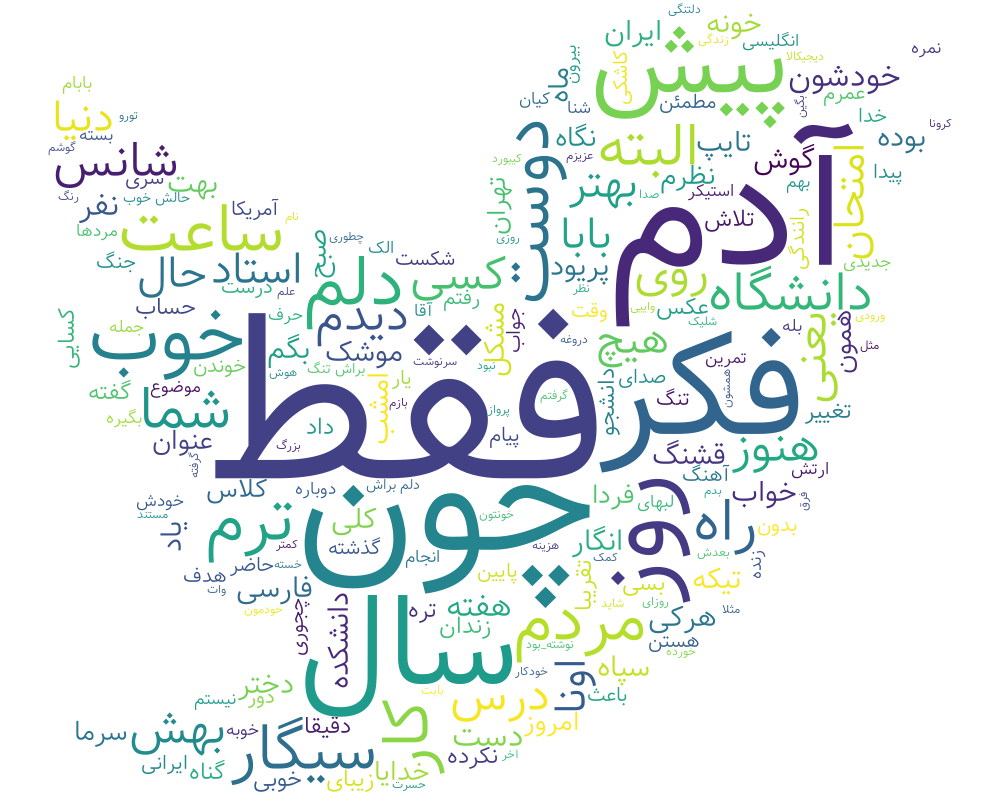 دلتنگی
خونه
ایران
زندگی
انگلیسی
نمره
بیرون
کاشکی
پیش
دیجیکالا
خودشون
ماه
بابام
کیان
شنا
مطمئن
بگین
عمرم
خدا
دنیا
تورو
بسته
گوشم
کرونا
بوده
دوست
نگاه
البته
تایپ
آدم
امتحان
شانس
کیبورد
عزیزم
گوش
سری
بهت
حالش خوب
رنگ
نفر
بهتر
نظرم
بهم
پیدا
استیکر
صدا
تهران
آمریکا
نام
ساعت
مردها
تلاش
رانندگی
روزی
بابا
چطوری
صبح
الک
شکست
جنگ
حال
استاد
دلم
کسی
پریود
روی
جدیدی
درست
علم
نظر
دانشگاه
رفتم
وقت
وایبی
عکس
حساب
حرف
دیدم
آقا
مشکل
جواب
شلیک
یعنی
همون
ورودی
کسایی
جمله
خوب
بگم
موشک
فقط
دروغه
هیچ
بله
مثل
سرنوشت
نبود
خوندن
هوش
براش تنگ
تمرین
فکر
صدای
همشون
موضوع
گفته
شما
امشب
یار
بازم
گرفتم
دانشجو
تنگ
تغییر
بگیره
پرواز
عنوان
بزرگ
داد
پیام
قشنگ
هنوز
گرفته
آهنگ
ارتش
کلاس
دوباره
دلم براش
چون
فردا
لبهای
روز
بدم
خواب
فرق
خودش
مستند
یاد
ترم
کلی
خونتون
راه
بدون
کمتر
گذشته
انجام
هزینه
انگار
بعدش
زنده
هدف
حاضر
خسته
پایین
کمک
تقریبا
بسی
تیکه
وات
فارسی
خودمون
چجوری
دانشکده
سال
تره
هفته
شاید
روزای
مثلا
زندان
مردم
هرکی
نوشته_بود
هستن
خورده
دختر
دور
نیستم
خودکار
اونا
سپاه
باعث
بابت
درس
امروز
سرما
بهش
خوبه
دقیقا
کار
دست
ایرانی
گناه
سیگار
خوبی
زیبای
خدایا
نکرده
اخر
حسرت